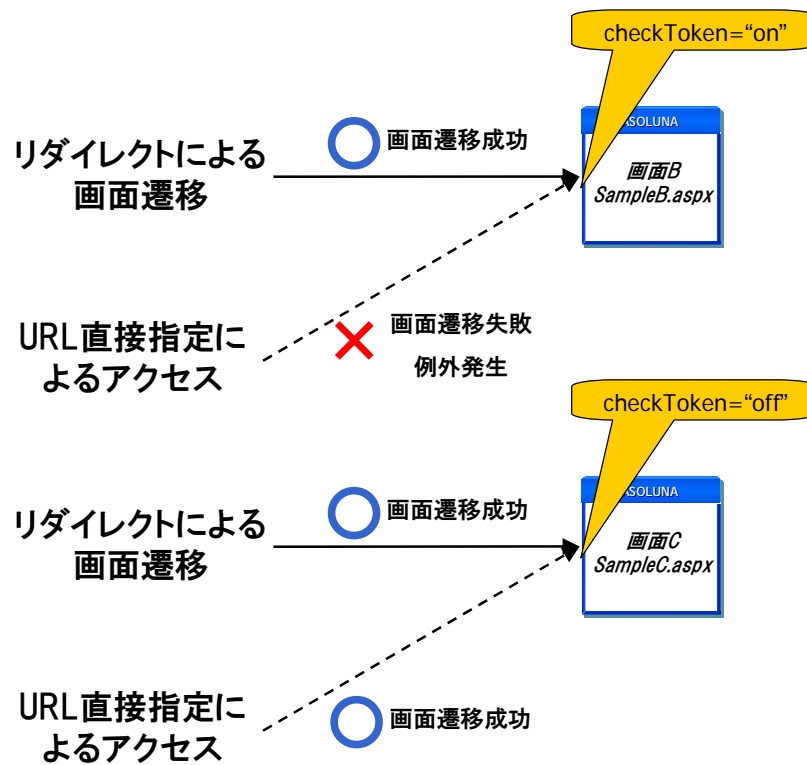 checkToken=“on”
ASOLUNA
リダイレクトによる
画面遷移
画面遷移成功
画面B
SampleB.aspx
URL直接指定に
よるアクセス
画面遷移失敗
例外発生
checkToken=“off”
ASOLUNA
リダイレクトによる
画面遷移
画面遷移成功
画面C
SampleC.aspx
URL直接指定に
よるアクセス
画面遷移成功